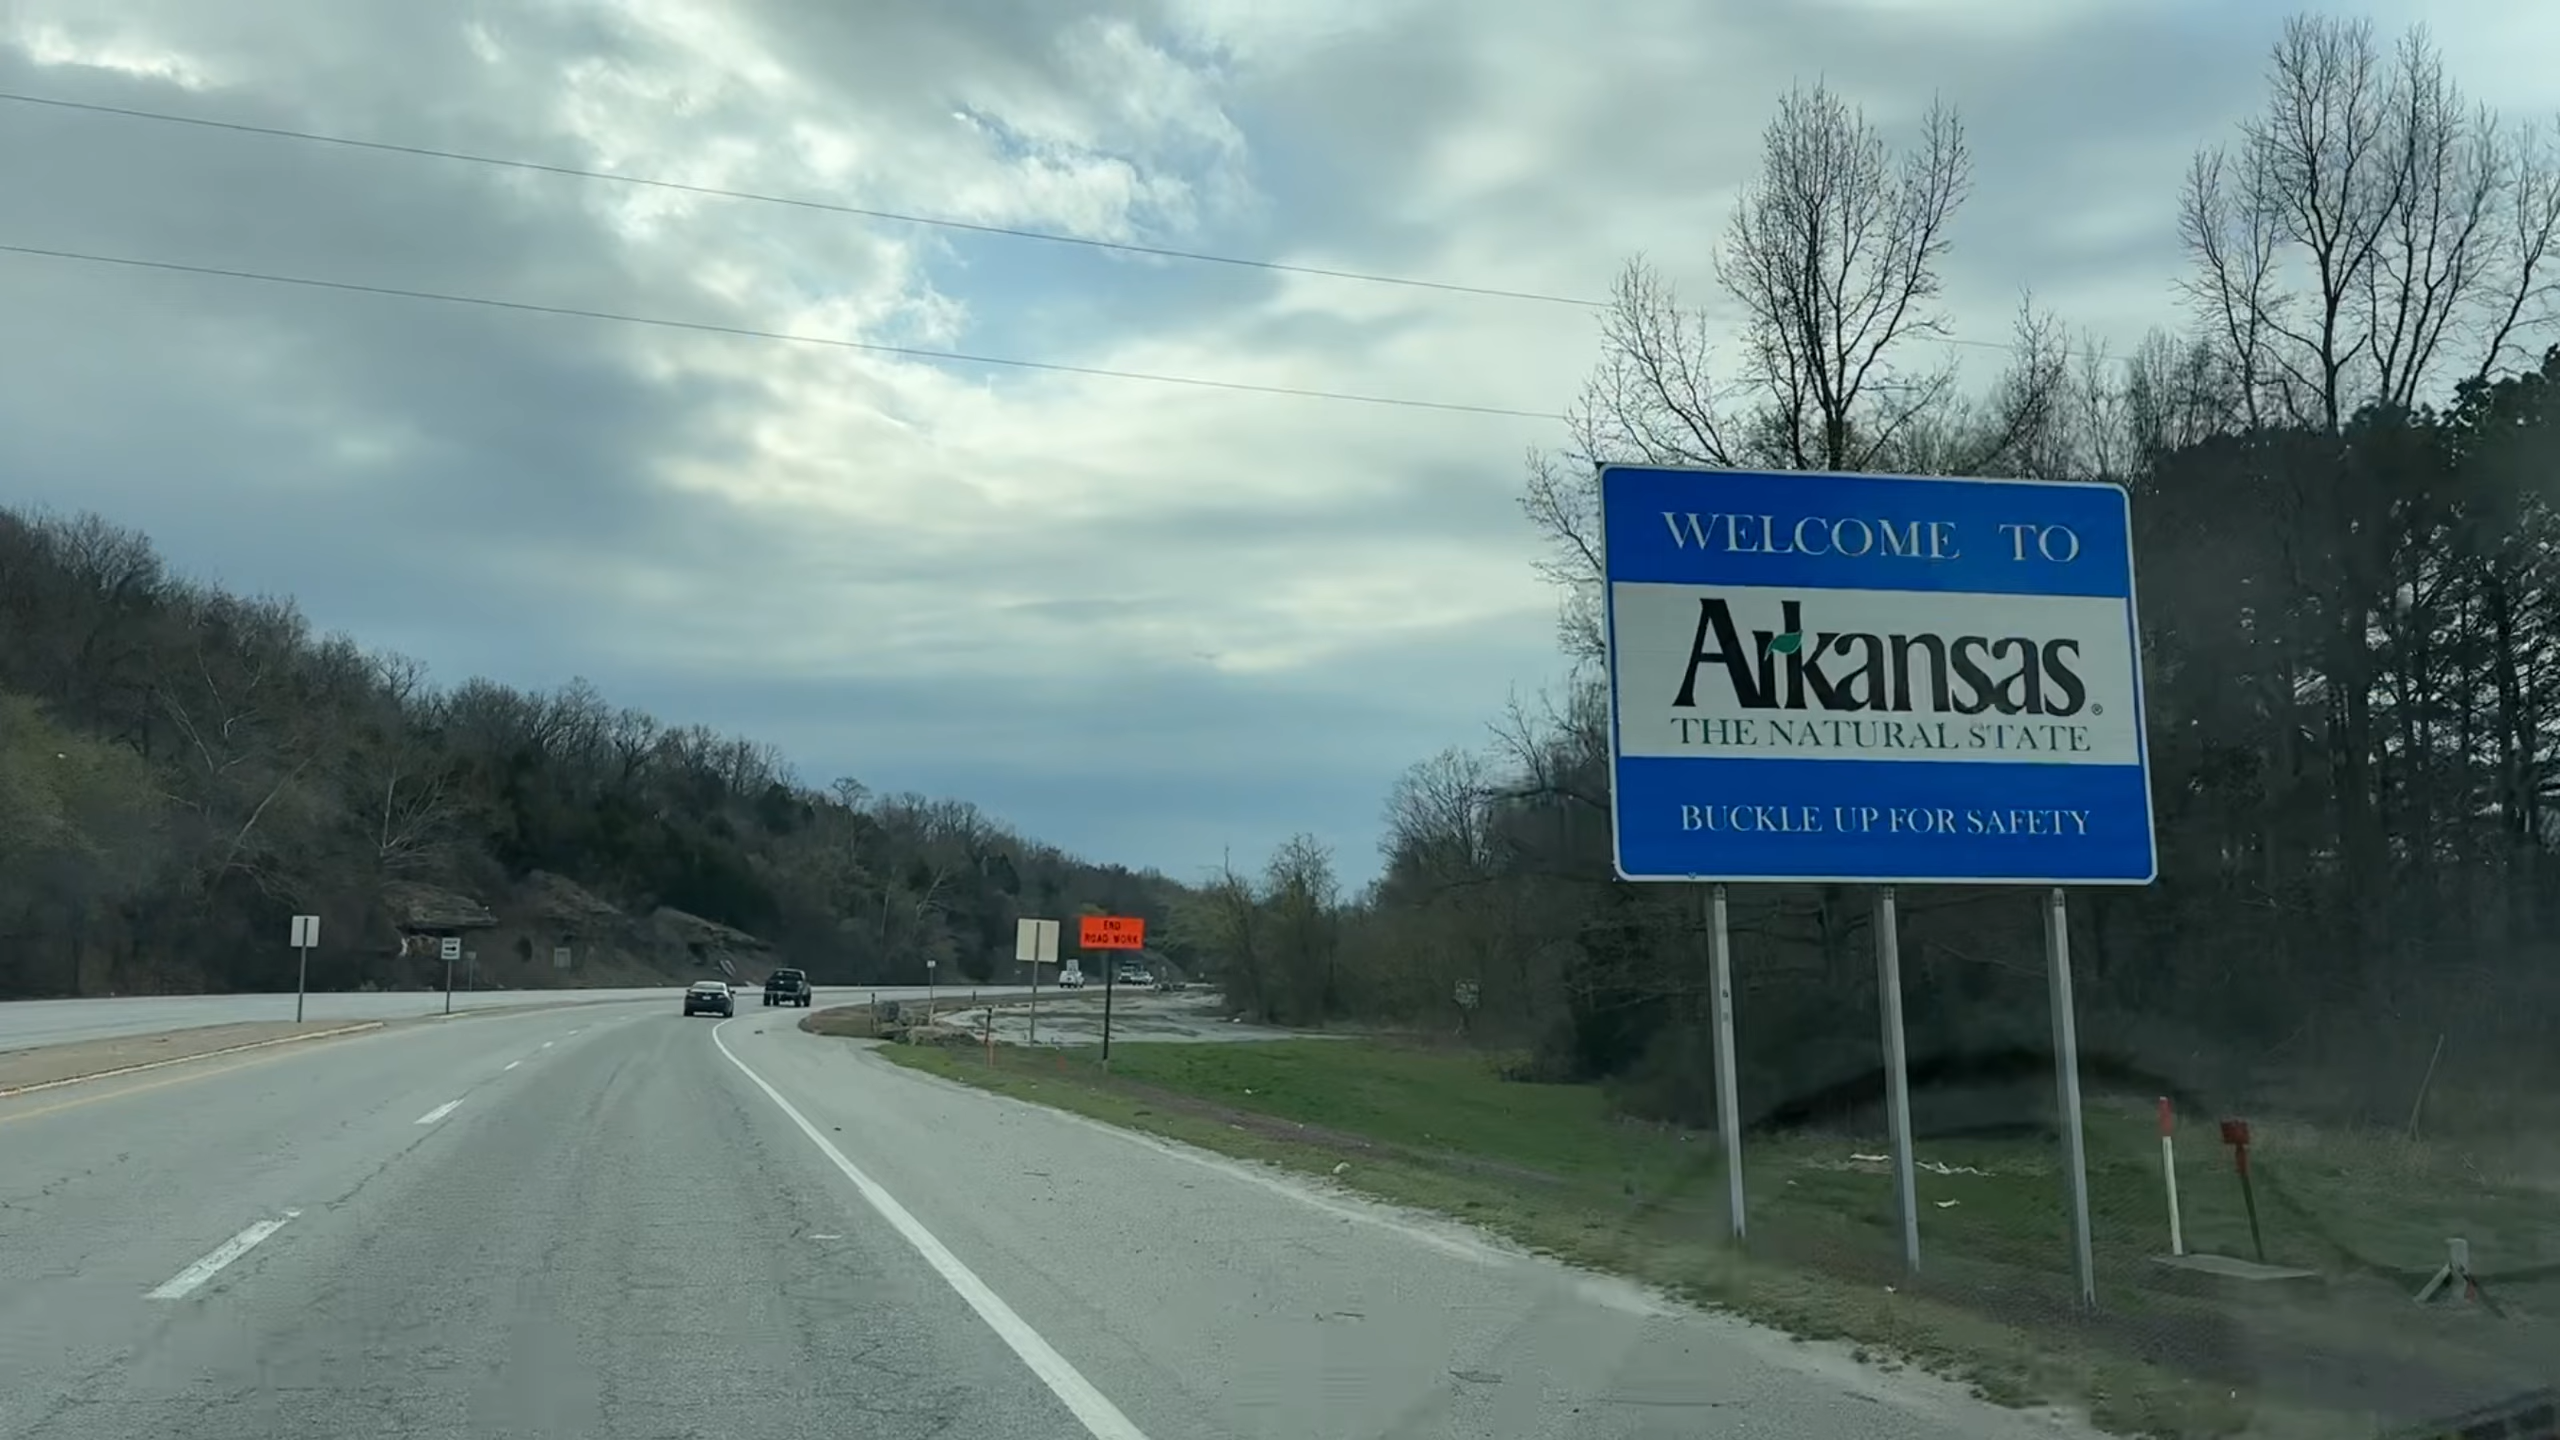 WELCOME TO
Arkansas®
THE NATURAL STATE
BUCKLE UP FOR SAFETY
END
ROAD WORK